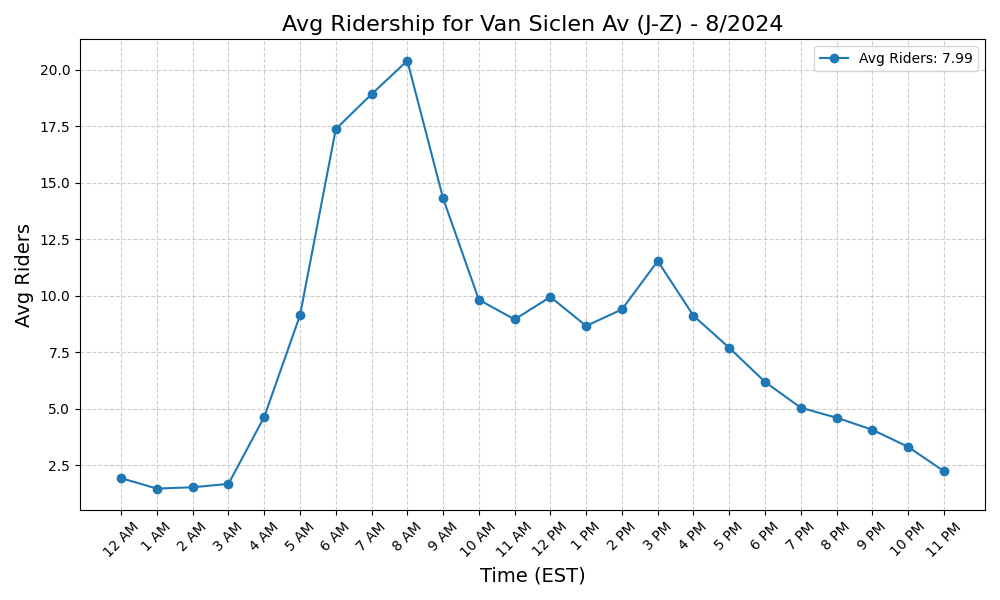 Avg Ridership for Van Siclen Av (J-Z) - 8/2024
Avg Riders: 7.99
Avg Riders
20.0
17.5
15.0
12.5
10.0
7.5
5.0
2.5
12 AM
1 AM
2 AM
3 AM
4 AM
5 AM
6 AM
7 AM
8 AM
9 AM
10 AM
11 AM
12 PM
1 PM
2 PM
3 PM
4 PM
5 PM
6 PM
7 PM
8 PM
9 PM
10 PM
11 PM
Time (EST)